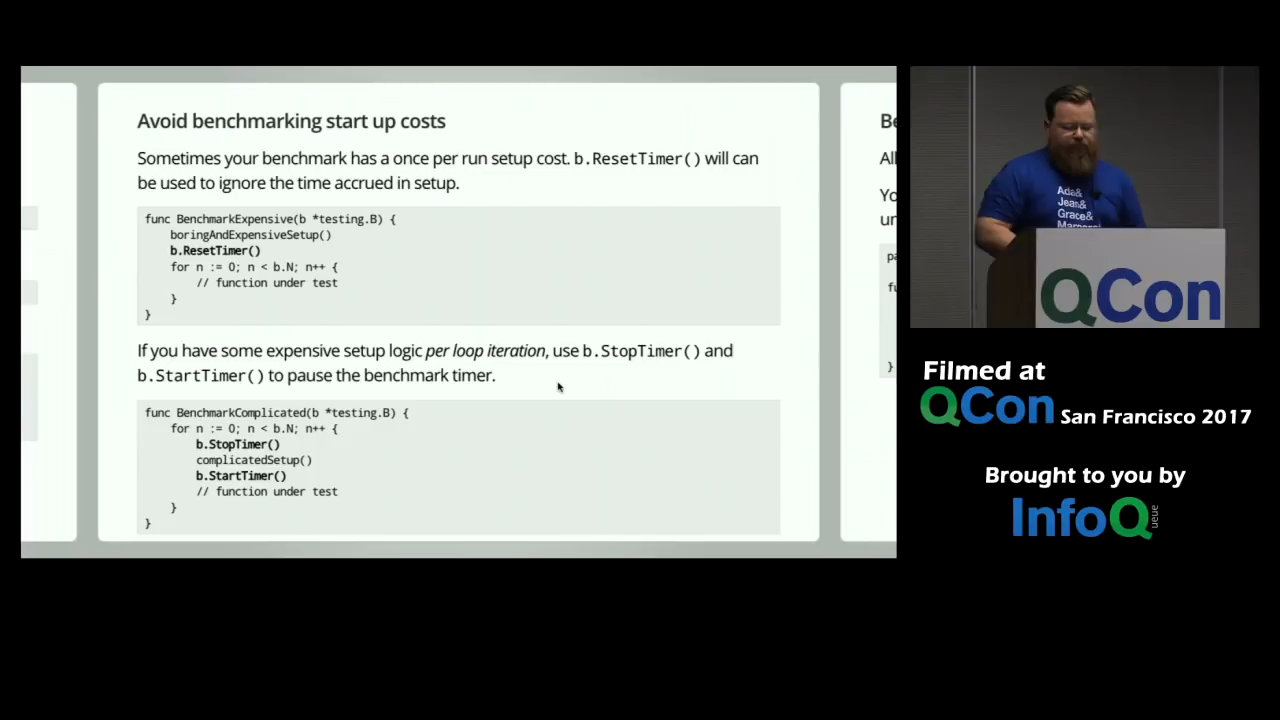 Avoid benchmarking start up costs
Sometimes your benchmark has a once per run setup cost. b.ResetTimer() will can
be used to ignore the time accrued in setup.
func BenchmarkExpensive(b *testing.B) {
    boringAndExpensiveSetup()
    b.ResetTimer()
    for n := 0; n < b.N; n++ {
        // function under test
    }
}
If you have some expensive setup logic per loop iteration, use b.StopTimer() and
b.StartTimer() to pause the benchmark timer.
func BenchmarkComplicated(b *testing.B) {
    for n := 0; n < b.N; n++ {
        b.StopTimer()
        complicatedSetup()
        b.StartTimer()
        // function under test
    }
}
}
Ada&
Jean&
Grace&
QCon
Filmed at
QCon San Francisco 2017
Brought to you by
InfoQueue